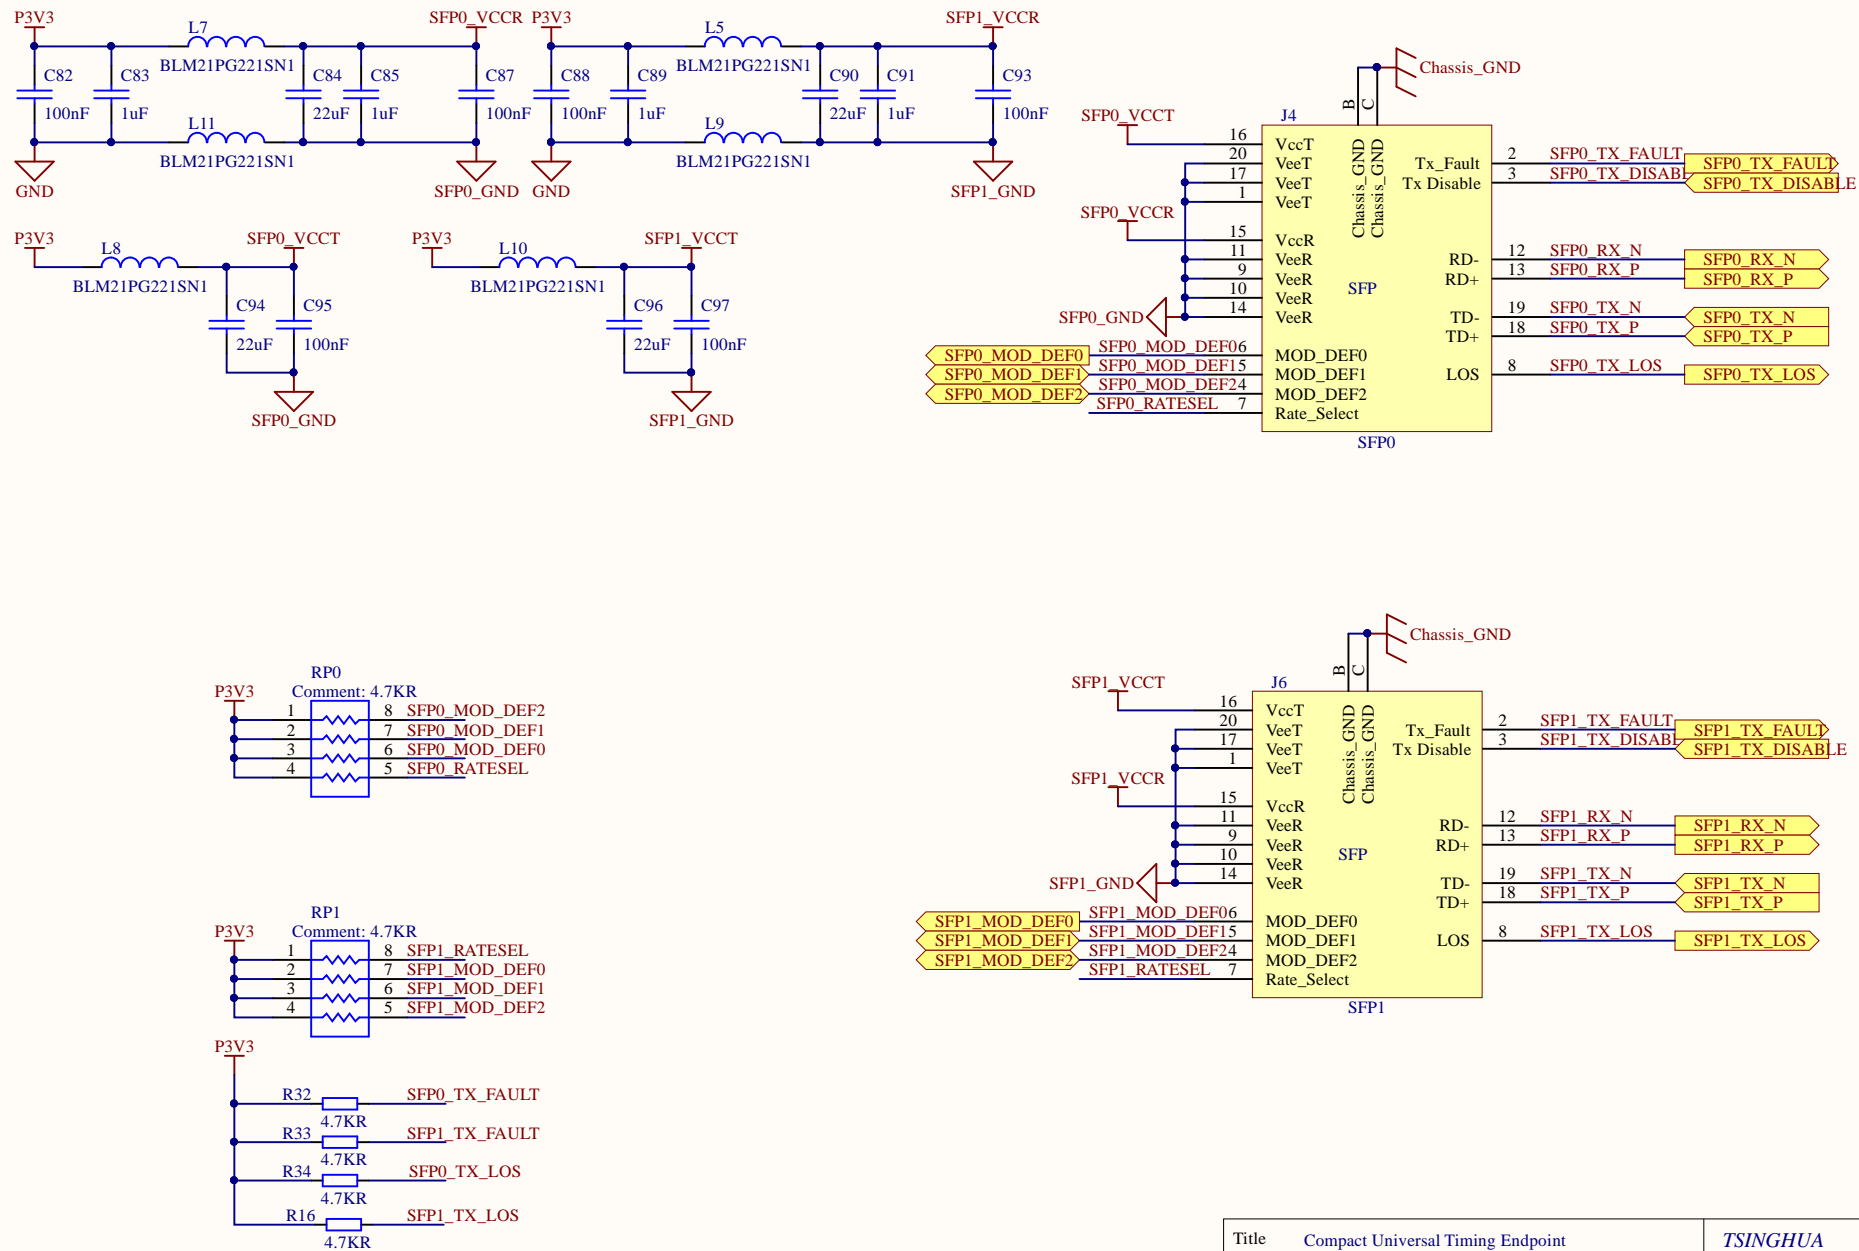 P3V3 SFP0_VCCR P3V3 SFP1_VCCR
L7 L5
BLM21PG221SN1 BLM21PG221SN1
C82 C83 C84 C85 C87 C88 C89 C90 C91 C93
100nF 1uF 22uF 1uF 100nF 100nF 1uF 22uF 1uF 100nF
L11 L9
BLM21PG221SN1 BLM21PG221SN1
GND SFP0_GND GND SFP1_GND
P3V3 L8 SFP0_VCCT P3V3 L10 SFP1_VCCT
BLM21PG221SN1 BLM21PG221SN1
C94 C95 C96 C97
22uF 100nF 22uF 100nF
SFP0_GND SFP1_GND
Chassis_GND
B C
SFP0_VCCT J4
16 VccT
20 VeeT
17 VeeT
1 VeeT
SFP0_VCCR
15 VccR
11 VeeR
9 VeeR
10 VeeR
SFP0_GND 14 VeeR
Chassis_GND
Chassis_GND
SFP
SFP0_MOD_DEF0 SFP0_MOD_DEF0 6 MOD_DEF0
SFP0_MOD_DEF1 SFP0_MOD_DEF1 5 MOD_DEF1
SFP0_MOD_DEF2 SFP0_MOD_DEF2 4 MOD_DEF2
SFP0_RATESEL 7 Rate_Select
Tx_Fault 2 SFP0_TX_FAULT SFP0_TX_FAULT
Tx Disable 3 SFP0_TX_DISABL SFP0_TX_DISABLE
RD- 12 SFP0_RX_N SFP0_RX_N
RD+ 13 SFP0_RX_P SFP0_RX_P
TD- 19 SFP0_TX_N SFP0_TX_N
TD+ 18 SFP0_TX_P SFP0_TX_P
LOS 8 SFP0_TX_LOS SFP0_TX_LOS
SFP0
RP0
P3V3 Comment: 4.7KR
1 8 SFP0_MOD_DEF2
2 7 SFP0_MOD_DEF1
3 6 SFP0_MOD_DEF0
4 5 SFP0_RATESEL
RP1
P3V3 Comment: 4.7KR
1 8 SFP1_RATESEL
2 7 SFP1_MOD_DEF0
3 6 SFP1_MOD_DEF1
4 5 SFP1_MOD_DEF2
P3V3
R32 SFP0_TX_FAULT
4.7KR
R33 SFP1_TX_FAULT
4.7KR
R34 SFP0_TX_LOS
4.7KR
R16 SFP1_TX_LOS
4.7KR
Chassis_GND
B C
SFP1_VCCT J6
16 VccT
20 VeeT
17 VeeT
1 VeeT
SFP1_VCCR
15 VccR
11 VeeR
9 VeeR
10 VeeR
SFP1_GND 14 VeeR
Chassis_GND
Chassis_GND
SFP
SFP1_MOD_DEF0 SFP1_MOD_DEF0 6 MOD_DEF0
SFP1_MOD_DEF1 SFP1_MOD_DEF1 5 MOD_DEF1
SFP1_MOD_DEF2 SFP1_MOD_DEF2 4 MOD_DEF2
SFP1_RATESEL 7 Rate_Select
Tx_Fault 2 SFP1_TX_FAULT SFP1_TX_FAULT
Tx Disable 3 SFP1_TX_DISABL SFP1_TX_DISABLE
RD- 12 SFP1_RX_N SFP1_RX_N
RD+ 13 SFP1_RX_P SFP1_RX_P
TD- 19 SFP1_TX_N SFP1_TX_N
TD+ 18 SFP1_TX_P SFP1_TX_P
LOS 8 SFP1_TX_LOS SFP1_TX_LOS
SFP1
Title Compact Universal Timing Endpoint TSINGHUA